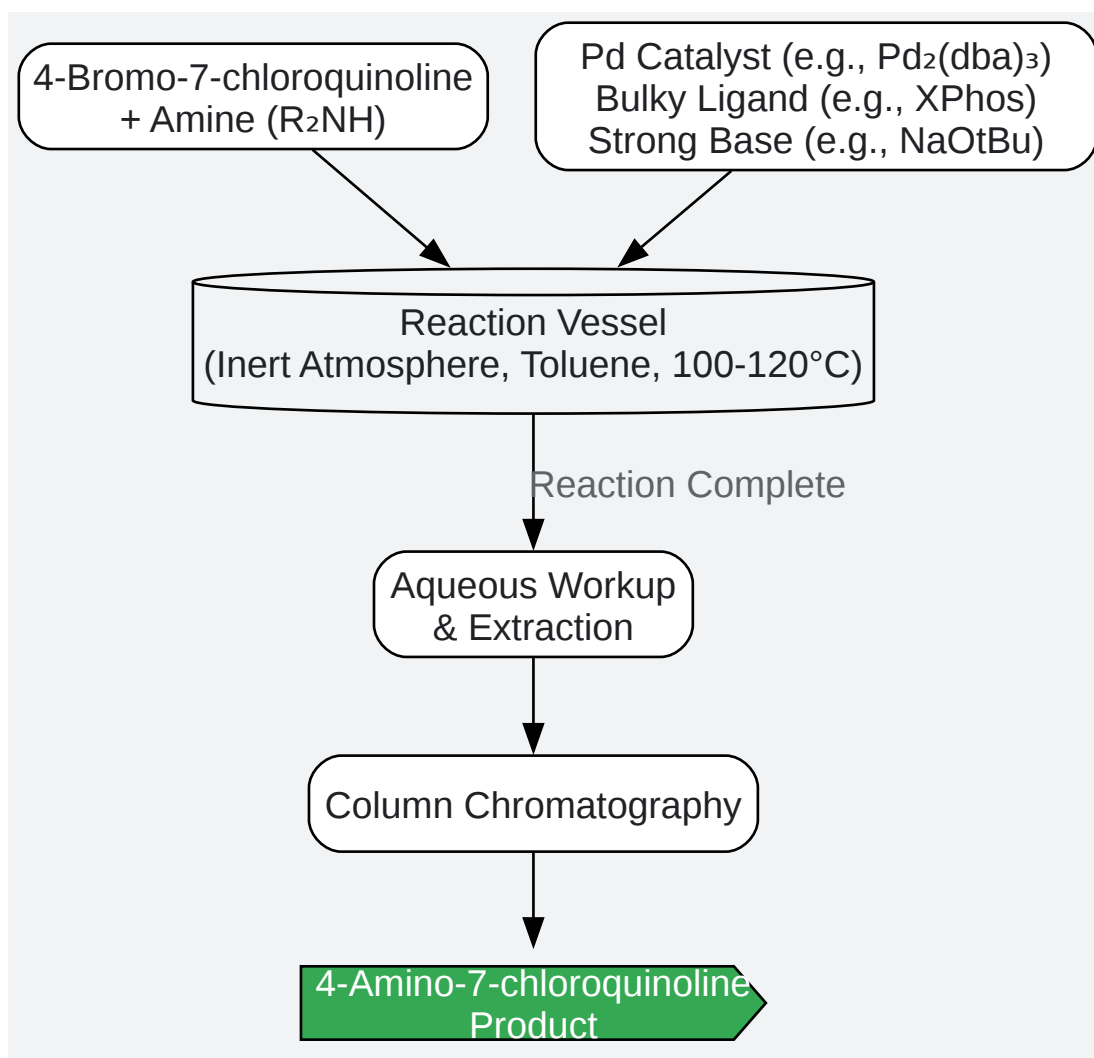 4-Bromo-7-chloroquinoline
+ Amine (R₂NH)
Pd Catalyst (e.g., Pd₂(dba)₃)
Bulky Ligand (e.g., XPhos)
Strong Base (e.g., NaOtBu)
Reaction Vessel
(Inert Atmosphere, Toluene, 100-120°C)
Reaction Complete
Aqueous Workup
& Extraction
Column Chromatography
4-Amino-7-chloroquinoline
Product